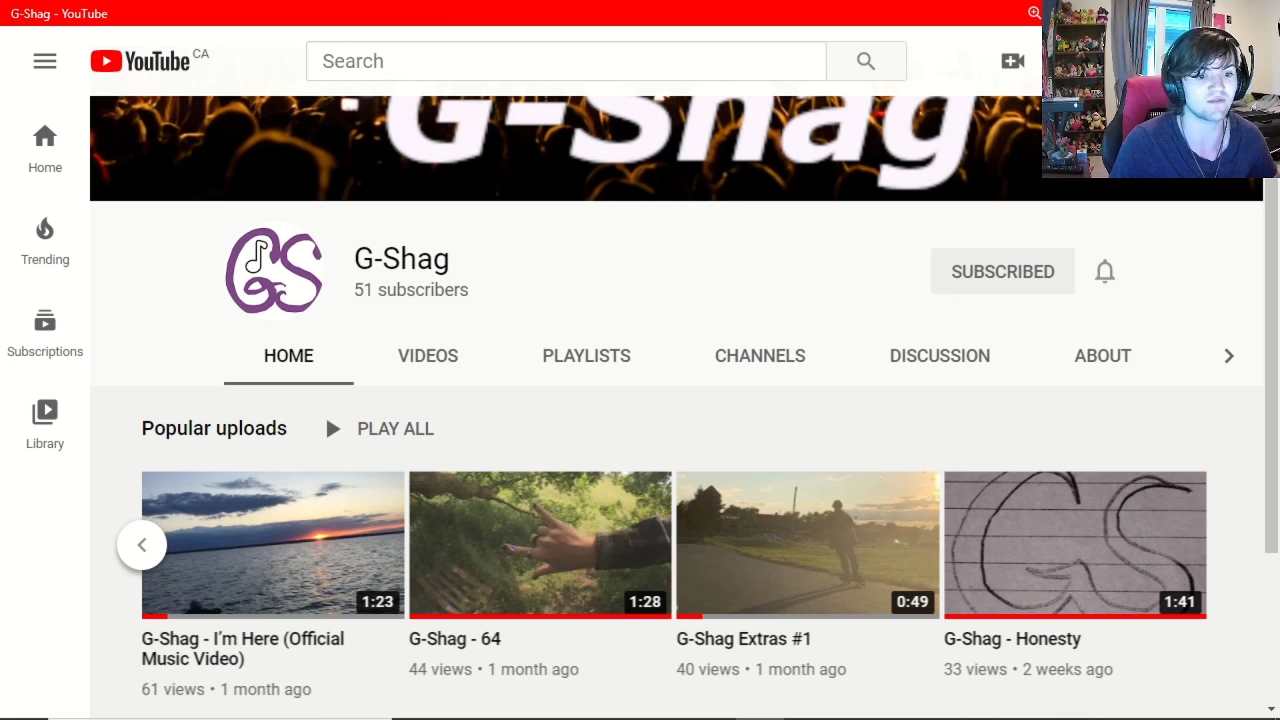 G-Shag - YouTube
YouTube CA
Search
G-Shag
Home
Trending
Subscriptions
Library
G-Shag
51 subscribers
SUBSCRIBED
HOME VIDEOS PLAYLISTS CHANNELS DISCUSSION ABOUT
Popular uploads PLAY ALL
1:23
1:28
0:49
GS
1:41
G-Shag - I'm Here (Official
Music Video)
61 views • 1 month ago
G-Shag - 64
44 views • 1 month ago
G-Shag Extras #1
40 views • 1 month ago
G-Shag - Honesty
33 views • 2 weeks ago